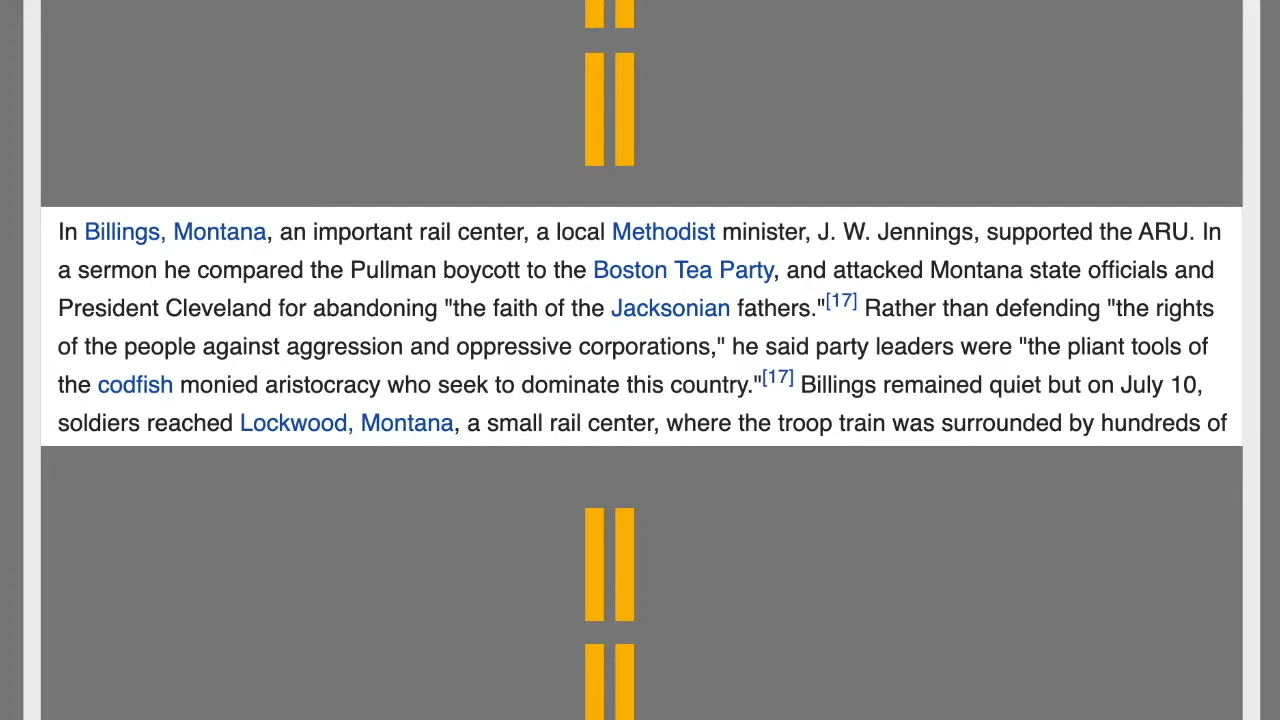 In Billings, Montana, an important rail center, a local Methodist minister, J. W. Jennings, supported the ARU. In
a sermon he compared the Pullman boycott to the Boston Tea Party, and attacked Montana state officials and
President Cleveland for abandoning "the faith of the Jacksonian fathers."[17] Rather than defending "the rights
of the people against aggression and oppressive corporations," he said party leaders were "the pliant tools of
the codfish monied aristocracy who seek to dominate this country."[17] Billings remained quiet but on July 10,
soldiers reached Lockwood, Montana, a small rail center, where the troop train was surrounded by hundreds of